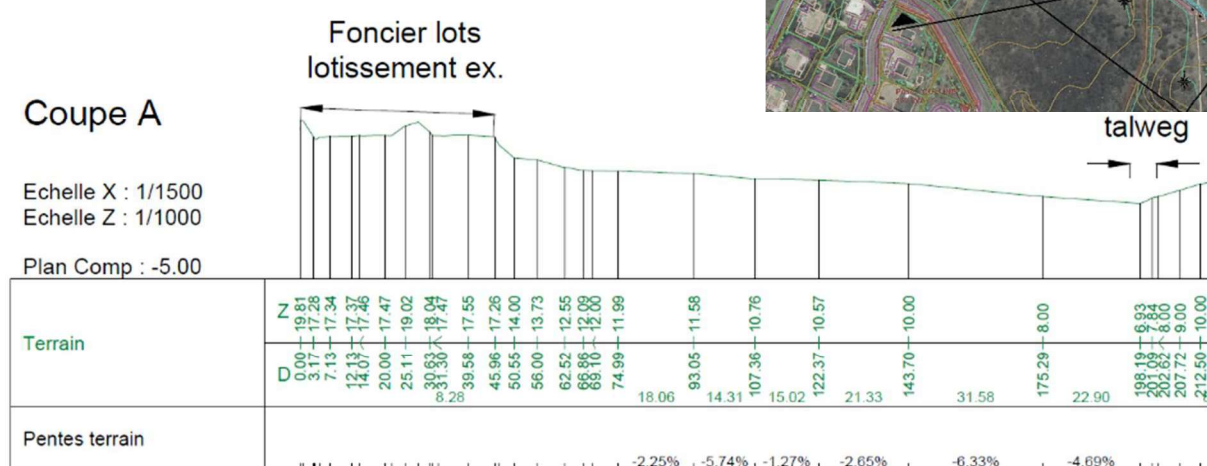 Foncier lots
lotissement ex.
Coupe A
talweg
Echelle X : 1/1500
Echelle Z : 1/1000
Plan Comp : -5.00
Terrain
Z 19.81 17.28 17.34 17.37 17.46 17.47 19.02 18.04 17.47 17.55 17.26 14.00 13.73 12.55 12.09 12.00 11.99 11.58 10.76 10.57 10.00 8.00 6.93 7.84 8.00 9.00 10.00
D 0.00 3.17 7.13 12.13 14.07 20.00 25.11 30.63 31.30 39.58 45.96 50.55 56.00 62.52 66.86 69.10 74.99 93.05 107.36 122.37 143.70 175.29 198.19 201.09 202.62 207.72 212.50
8.28 18.06 14.31 15.02 21.33 31.58 22.90
Pentes terrain
-2.25% -5.74% -1.27% -2.65% -6.33% -4.69%